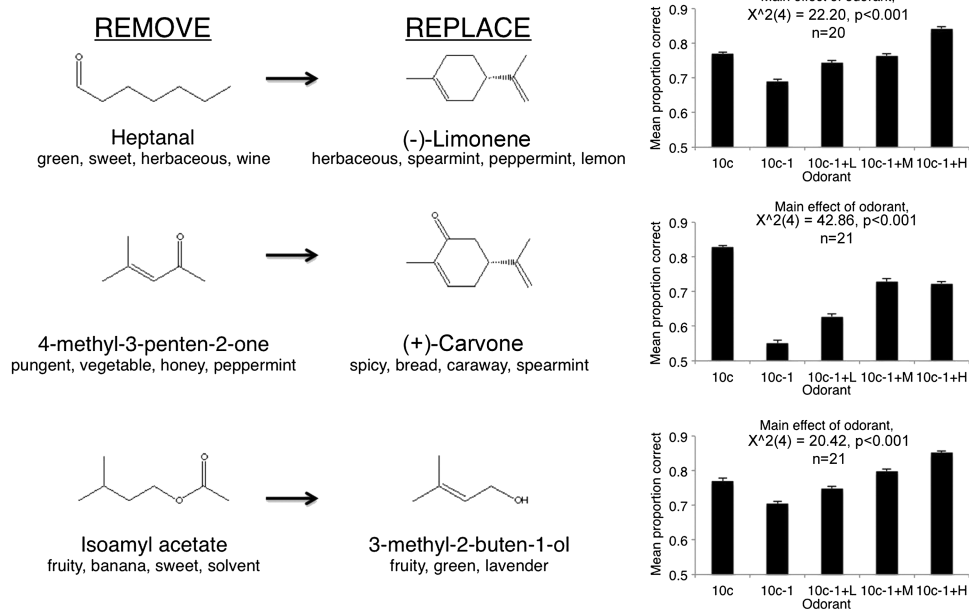 REMOVE
REPLACE
O
Heptanal
green, sweet, herbaceous, wine
(-)-Limonene
herbaceous, spearmint, peppermint, lemon
Main effect of odorant,
X^2(4) = 22.20, p<0.001
n=20
Mean proportion correct
0.9
0.8
0.7
0.6
0.5
10c
10c-1
10c-1+L
10c-1+M
10c-1+H
Odorant
O
O
4-methyl-3-penten-2-one
pungent, vegetable, honey, peppermint
(+)-Carvone
spicy, bread, caraway, spearmint
Main effect of odorant,
X^2(4) = 42.86, p<0.001
n=21
Mean proportion correct
0.9
0.8
0.7
0.6
0.5
10c
10c-1
10c-1+L
10c-1+M
10c-1+H
Odorant
O
O
OH
Isoamyl acetate
fruity, banana, sweet, solvent
3-methyl-2-buten-1-ol
fruity, green, lavender
Main effect of odorant,
X^2(4) = 20.42, p<0.001
n=21
Mean proportion correct
0.9
0.8
0.7
0.6
0.5
10c
10c-1
10c-1+L
10c-1+M
10c-1+H
Odorant